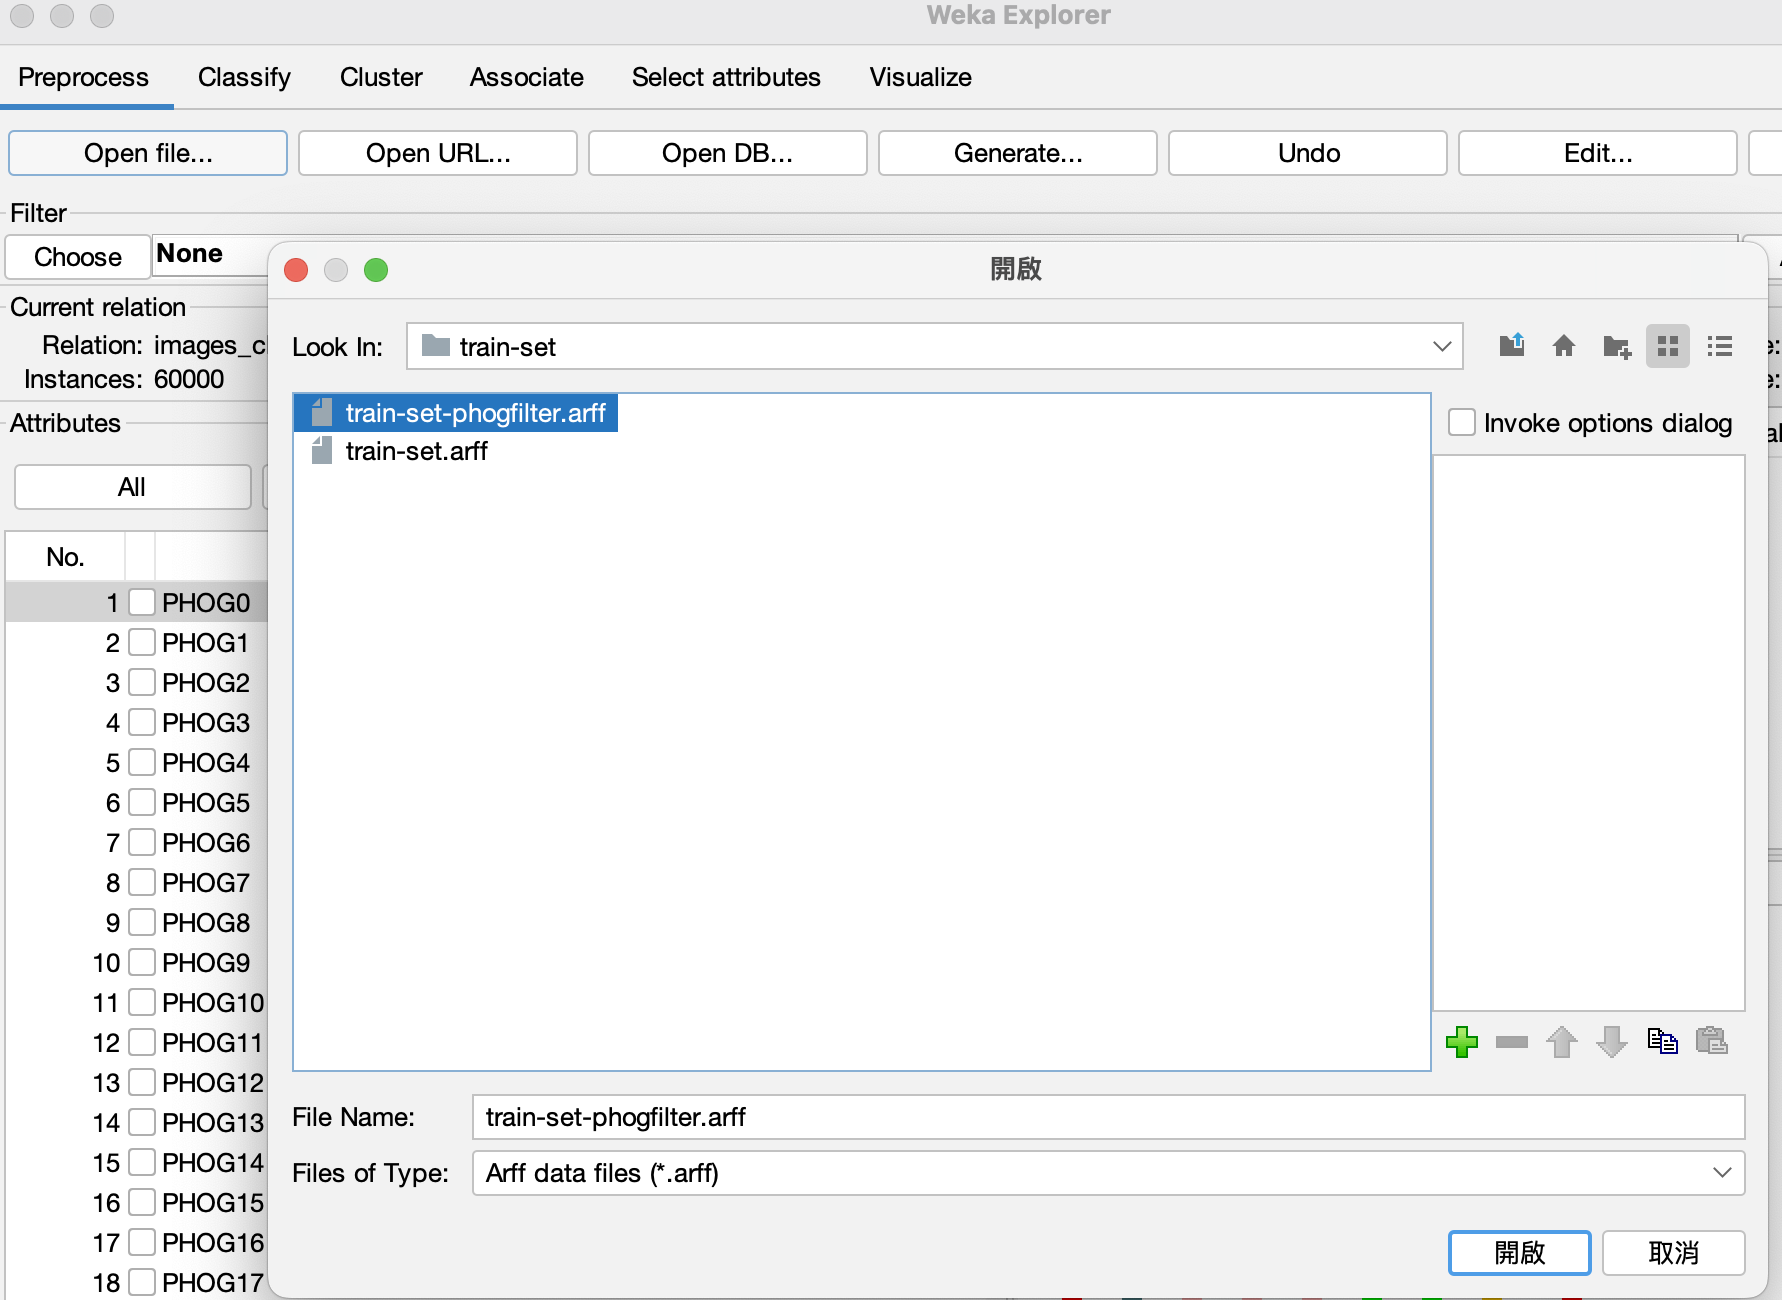 Weka Explorer
Preprocess Classify Cluster Associate Select attributes Visualize
Open file... Open URL... Open DB... Generate... Undo Edit...
Filter
Choose None
開啟
Current relation
Relation: images_cl
Instances: 60000
Look In: train-set
train-set-phogfilter.arff
train-set.arff
Invoke options dialog
Attributes
All
No.
1 PHOG0
2 PHOG1
3 PHOG2
4 PHOG3
5 PHOG4
6 PHOG5
7 PHOG6
8 PHOG7
9 PHOG8
10 PHOG9
11 PHOG10
12 PHOG11
13 PHOG12
14 PHOG13
15 PHOG14
16 PHOG15
17 PHOG16
18 PHOG17
File Name: train-set-phogfilter.arff
Files of Type: Arff data files (*.arff)
開啟 取消